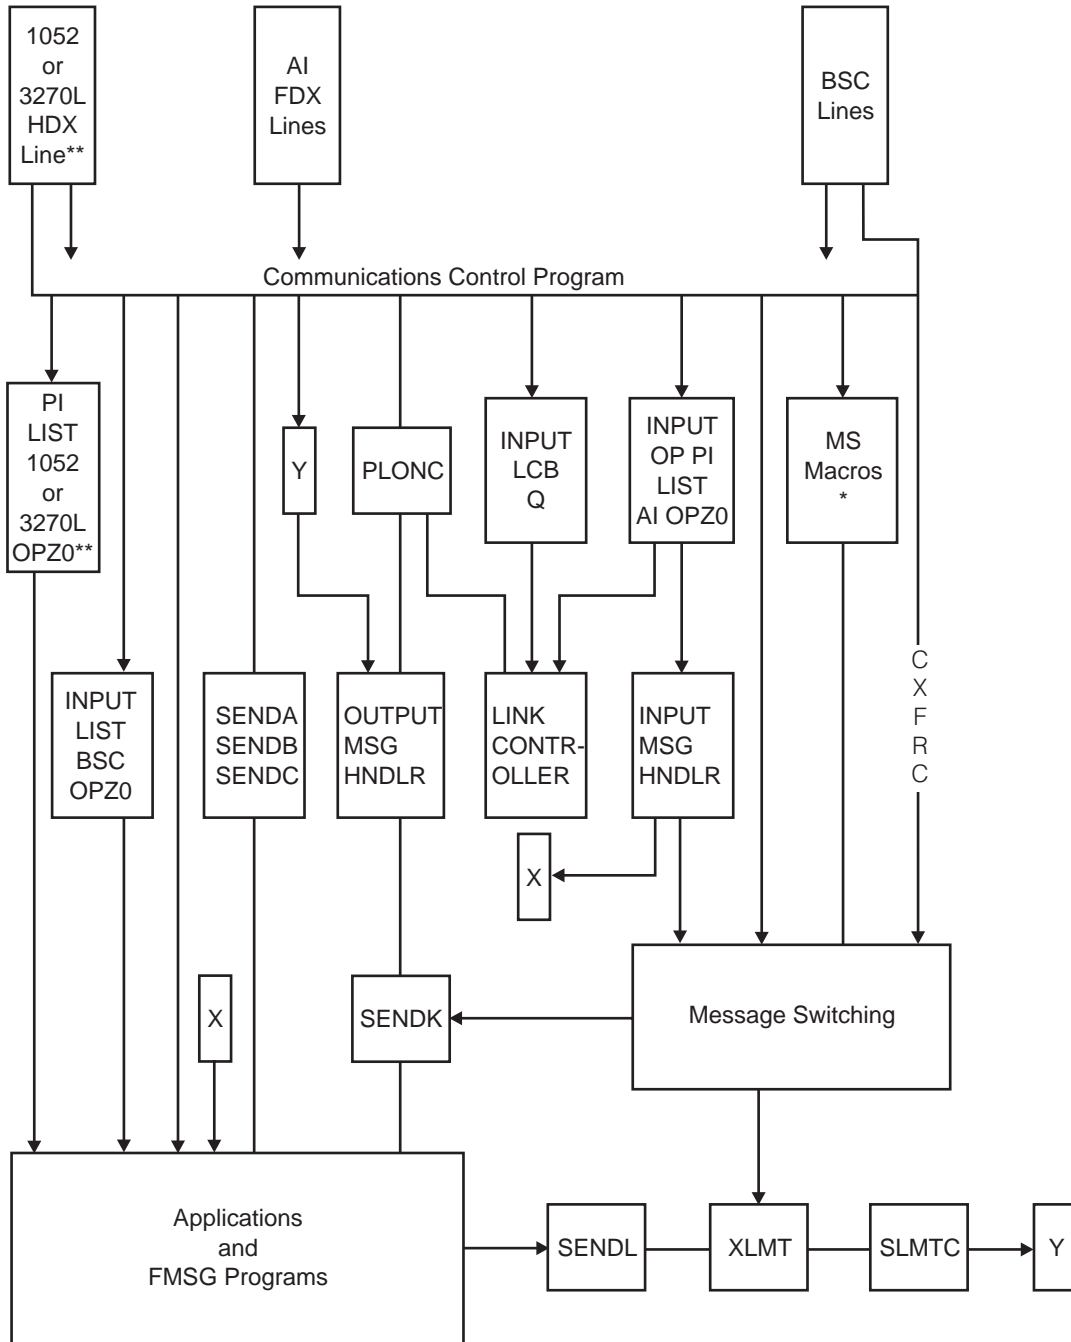 1052
or
3270L
HDX
Line**
AI
FDX
Lines
BSC
Lines
Communications Control Program
PI
LIST
1052
or
3270L
OPZ0**
Y
PLONC
INPUT
LCB
Q
INPUT
OP PI
LIST
AI OPZ0
MS
Macros
*
INPUT
LIST
BSC
OPZ0
SENDA
SENDB
SENDC
OUTPUT
MSG
HNDLR
LINK
CONTR-
OLLER
INPUT
MSG
HNDLR
C
X
F
R
C
X
X
SENDK
Message Switching
Applications
and
FMSG Programs
SENDL
XLMT
SLMTC
Y